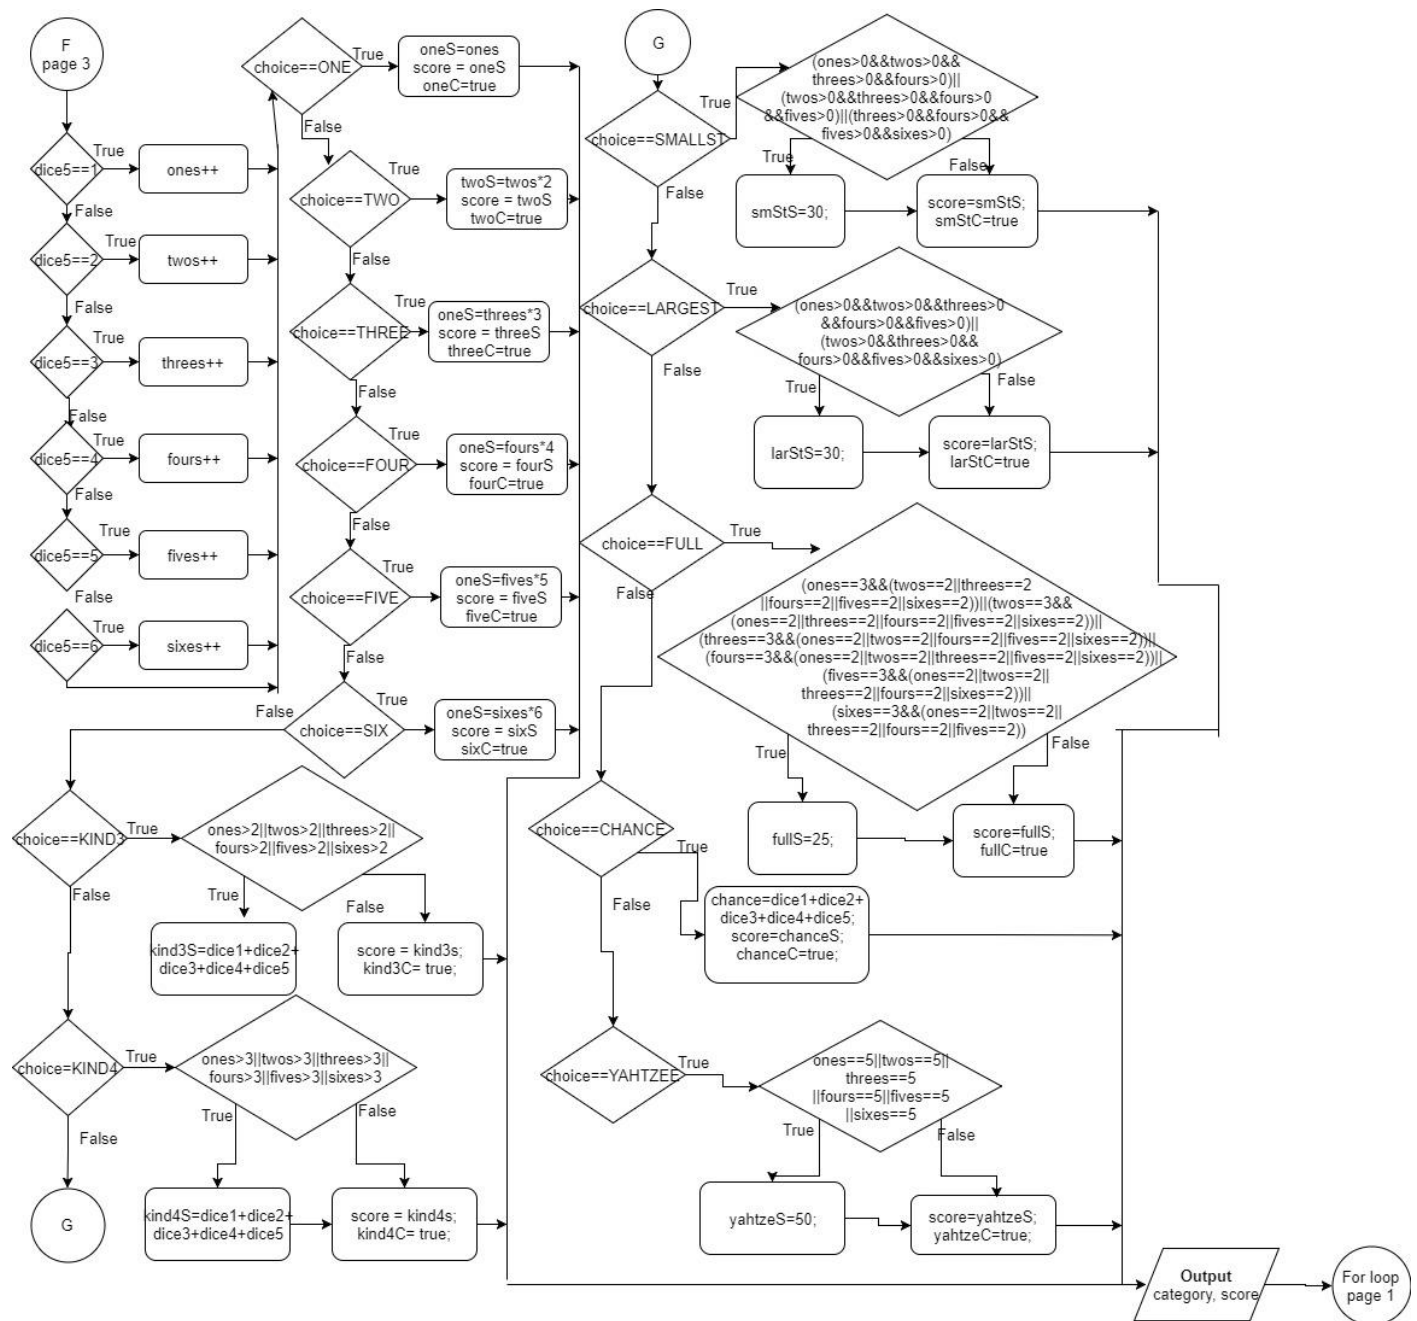 F
page 3
dice5==1
True
ones++
False
dice5==2
True
twos++
False
dice5==3
True
threes++
False
dice5==4
True
fours++
False
dice5==5
True
fives++
False
dice5==6
True
sixes++
choice==ONE
True
oneS=ones
score = oneS
oneC=true
False
choice==TWO
True
twoS=twos*2
score = twoS
twoC=true
False
choice==THREE
True
oneS=threes*3
score = threeS
threeC=true
False
choice==FOUR
True
oneS=fours*4
score = fourS
fourC=true
False
choice==FIVE
True
oneS=fives*5
score = fiveS
fiveC=true
False
choice==SIX
True
oneS=sixes*6
score = sixS
sixC=true
False
choice==KIND3
True
ones>2||twos>2||threes>2||
fours>2||fives>2||sixes>2
True
kind3S=dice1+dice2+
dice3+dice4+dice5
False
score = kind3s;
kind3C= true;
False
choice=KIND4
True
ones>3||twos>3||threes>3||
fours>3||fives>3||sixes>3
True
kind4S=dice1+dice2+
dice3+dice4+dice5
False
score = kind4s;
kind4C= true;
False
G
G
choice==SMALLST
True
(ones>0&&twos>0&&
threes>0&&fours>0)||
(twos>0&&threes>0&&fours>0
&&fives>0)||(threes>0&&fours>0&&
fives>0&&sixes>0)
True
smStS=30;
False
score=smStS;
smStC=true
False
choice==LARGEST
True
(ones>0&&twos>0&&threes>0
&&fours>0&&fives>0)||
(twos>0&&threes>0&&
fours>0&&fives>0&&sixes>0)
True
larStS=30;
False
score=larStS;
larStC=true
False
choice==FULL
True
(ones==3&&(twos==2||threes==2
||fours==2||fives==2||sixes==2))||(twos==3&&
(ones==2||threes==2||fours==2||fives==2||sixes==2))||
(threes==3&&(ones==2||twos==2||fours==2||fives==2||sixes==2))||
(fours==3&&(ones==2||twos==2||threes==2||fives==2||sixes==2))||
(fives==3&&(ones==2||twos==2||
threes==2||fours==2||sixes==2))||
(sixes==3&&(ones==2||twos==2||
threes==2||fours==2||fives==2))
True
fullS=25;
False
score=fullS;
fullC=true
False
choice==CHANCE
True
chance=dice1+dice2+
dice3+dice4+dice5;
score=chanceS;
chanceC=true;
False
choice==YAHTZEE
True
ones==5||twos==5||
threes==5
||fours==5||fives==5
||sixes==5
True
yahtzeS=50;
False
score=yahtzeS;
yahtzeC=true;
Output
category, score
For loop
page 1